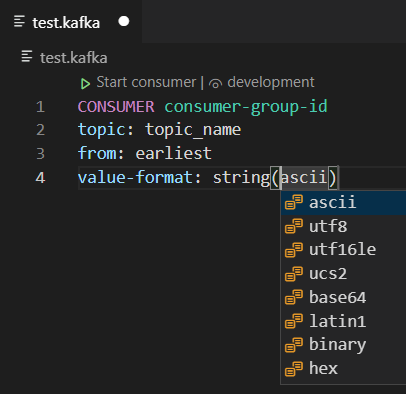 test.kafka
test.kafka
Start consumer | development
1 CONSUMER consumer-group-id
2 topic: topic_name
3 from: earliest
4 value-format: string(ascii)
ascii
utf8
utf16le
ucs2
base64
latin1
binary
hex